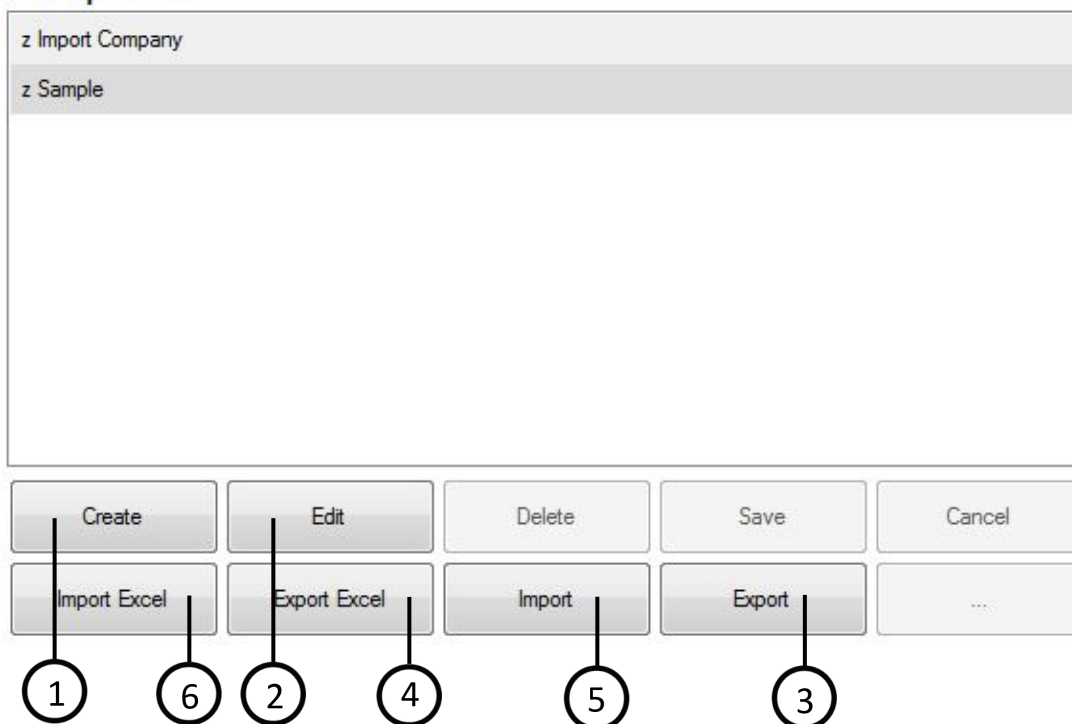 z Import Company
z Sample
Create Edit Delete Save Cancel
Import Excel Export Excel Import Export ...
1 6 2 4 5 3